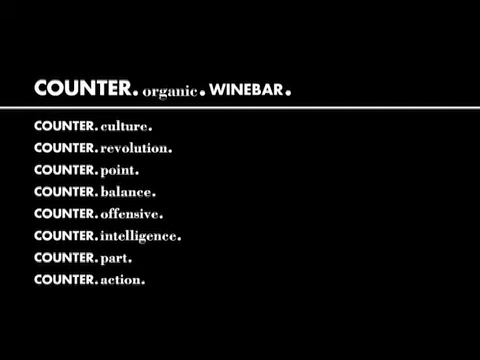 COUNTER. organic. WINEBAR.
COUNTER. culture.
COUNTER. revolution.
COUNTER. point.
COUNTER. balance.
COUNTER. offensive.
COUNTER. intelligence.
COUNTER. part.
COUNTER. action.